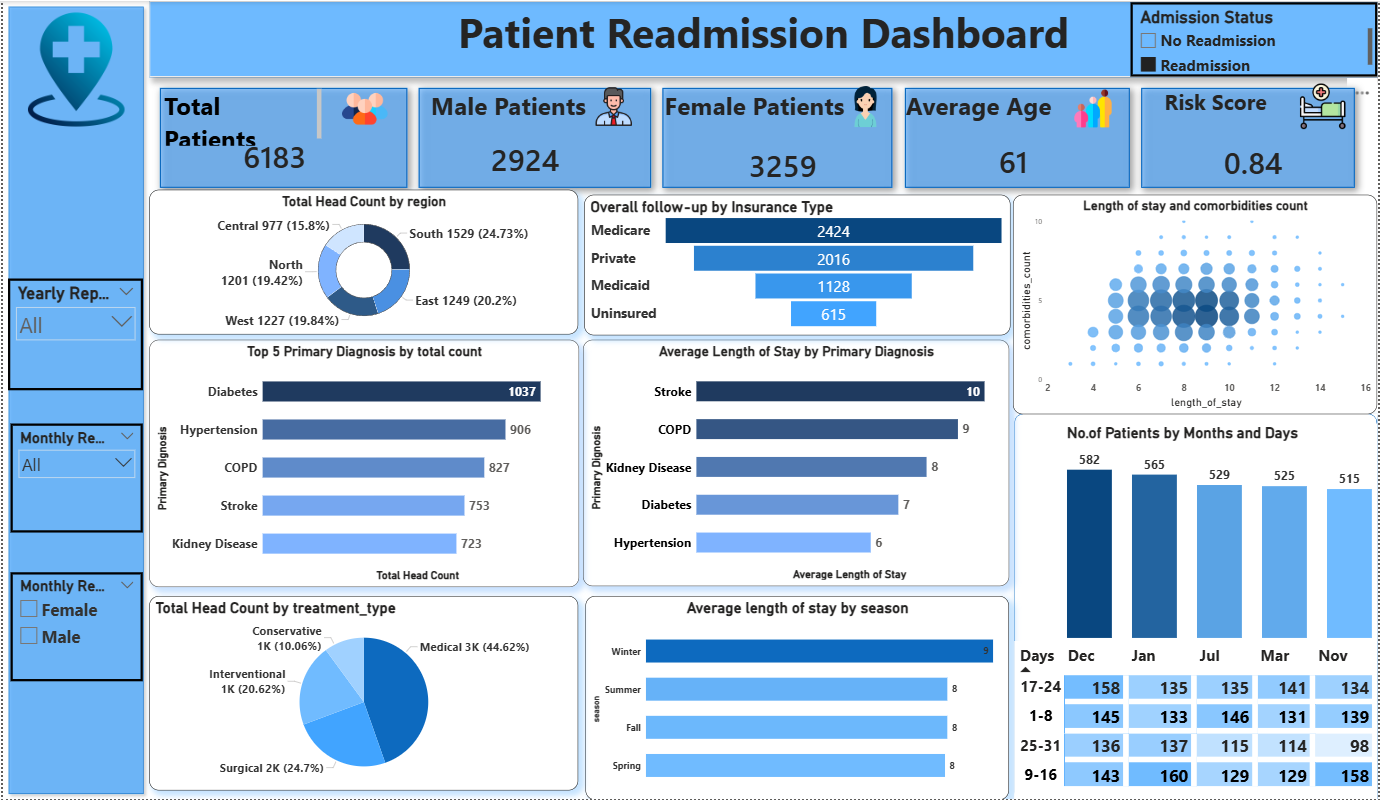 Patient Readmission Dashboard
Admission Status
No Readmission
Readmission
Total
Patients
6183
Male Patients
2924
Female Patients
3259
Average Age
61
Risk Score
0.84
Yearly Rep...
All
Monthly Re...
All
Monthly Re...
Female
Male
Total Head Count by region
Central 977 (15.8%)
South 1529 (24.73%)
North
1201 (19.42%)
East 1249 (20.2%)
West 1227 (19.84%)
Overall follow-up by Insurance Type
Medicare 2424
Private 2016
Medicaid 1128
Uninsured 615
Length of stay and comorbidities count
comorbidities_count
10
5
0
2 4 6 8 10 12 14 16
length_of_stay
Top 5 Primary Diagnosis by total count
Primary Dignosis
Diabetes 1037
Hypertension 906
COPD 827
Stroke 753
Kidney Disease 723
Total Head Count
Average Length of Stay by Primary Diagnosis
Primary Dignosis
Stroke 10
COPD 9
Kidney Disease 8
Diabetes 7
Hypertension 6
Average Length of Stay
No.of Patients by Months and Days
582 565 529 525 515
Days Dec Jan Jul Mar Nov
17-24 158 135 135 141 134
1-8 145 133 146 131 139
25-31 136 137 115 114 98
9-16 143 160 129 129 158
Total Head Count by treatment_type
Conservative
1K (10.06%)
Medical 3K (44.62%)
Interventional
1K (20.62%)
Surgical 2K (24.7%)
Average length of stay by season
season
Winter 9
Summer 8
Fall 8
Spring 8